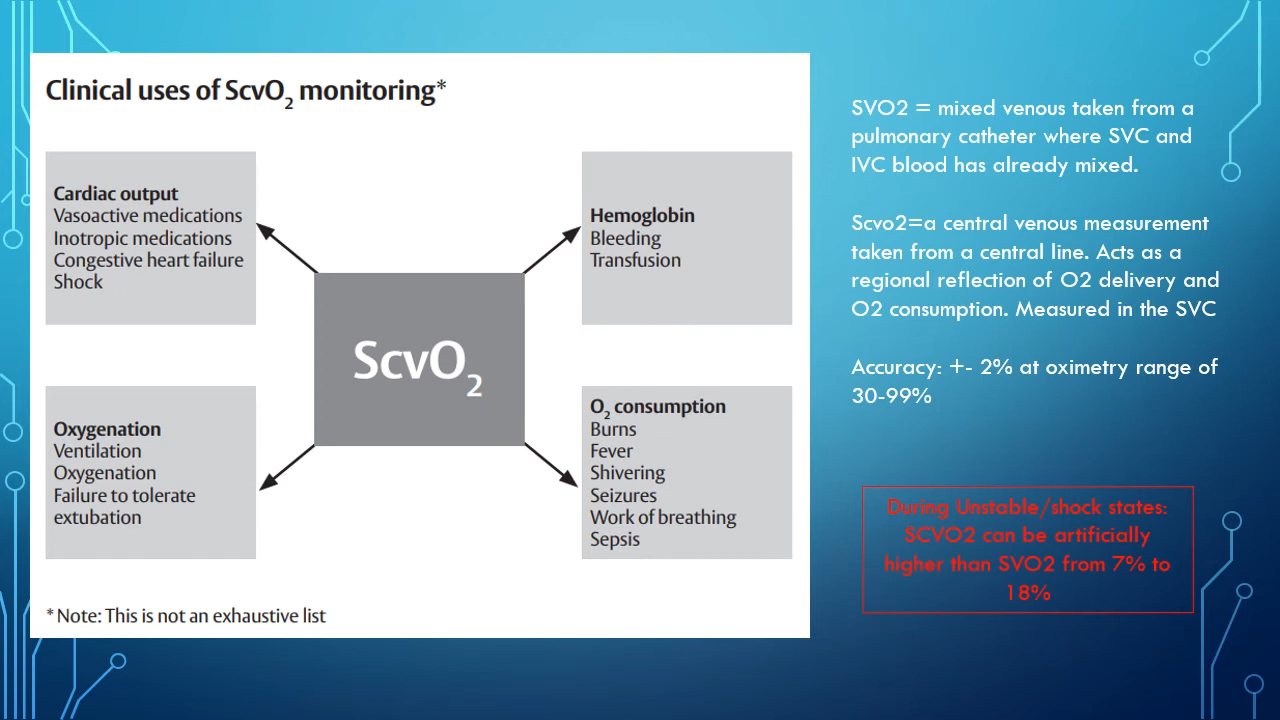 Clinical uses of ScvO2 monitoring*
Cardiac output
Vasoactive medications
Inotropic medications
Congestive heart failure
Shock
Hemoglobin
Bleeding
Transfusion
ScvO2
Oxygenation
Ventilation
Oxygenation
Failure to tolerate
extubation
O2 consumption
Burns
Fever
Shivering
Seizures
Work of breathing
Sepsis
* Note: This is not an exhaustive list
SVO2 = mixed venous taken from a
pulmonary catheter where SVC and
IVC blood has already mixed.
Scvo2=a central venous measurement
taken from a central line. Acts as a
regional reflection of O2 delivery and
O2 consumption. Measured in the SVC
Accuracy: +- 2% at oximetry range of
30-99%
During Unstable/shock states:
SCVO2 can be artificially
higher than SVO2 from 7% to
18%